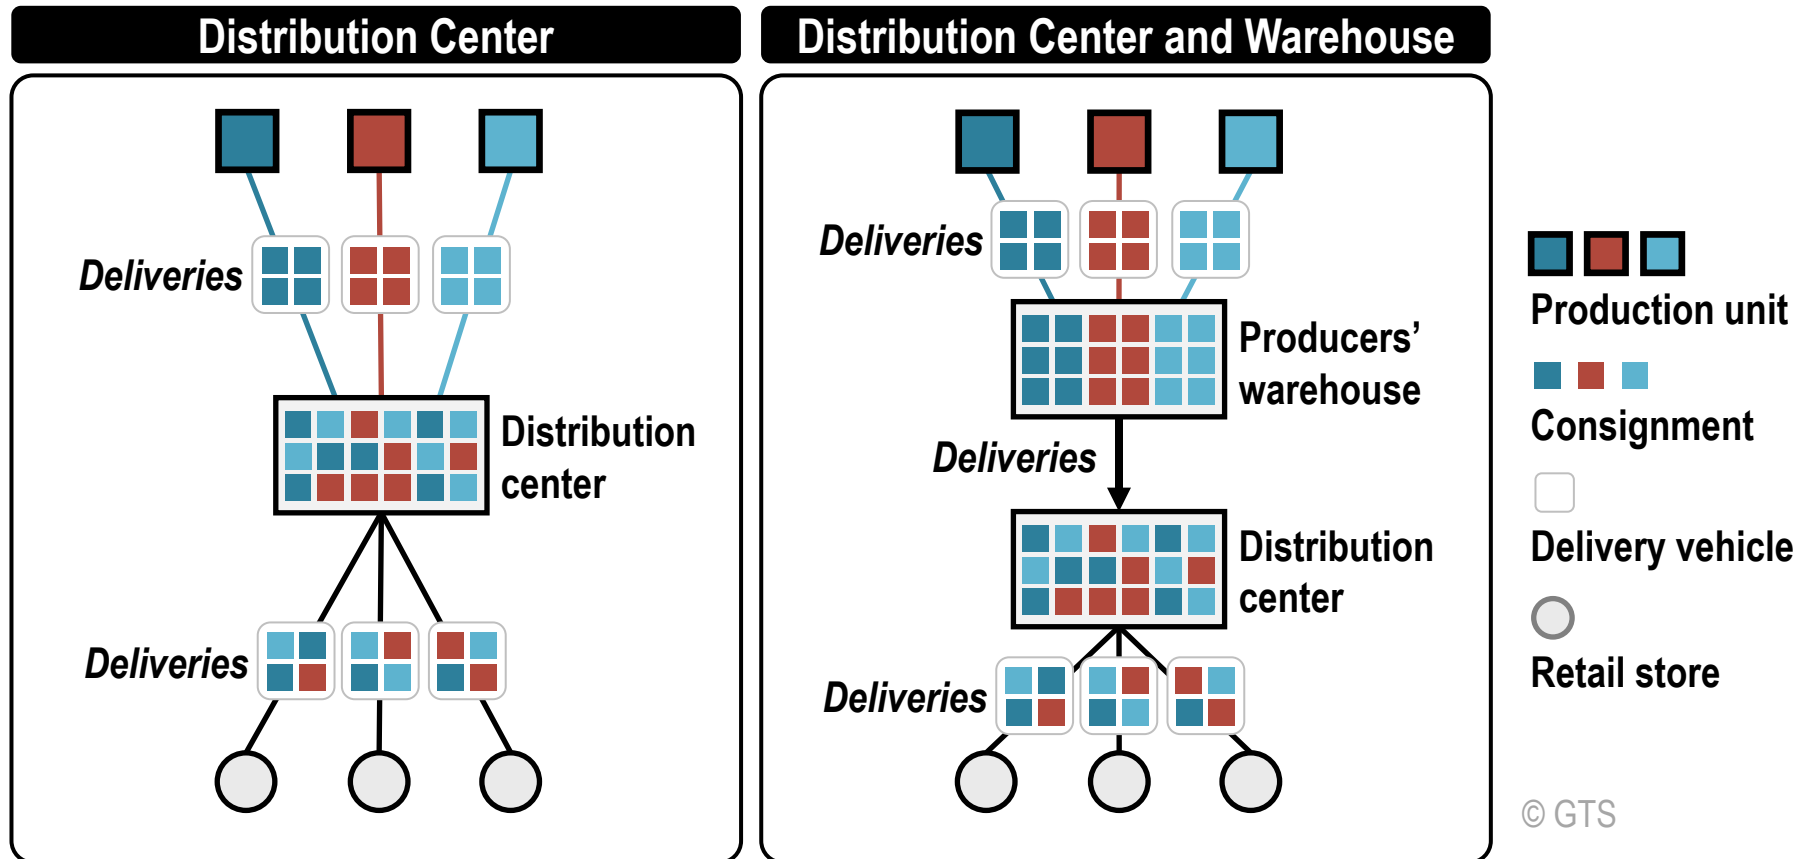 Distribution Center
Deliveries
Distribution
center
Deliveries
Distribution Center and Warehouse
Deliveries
Producers’
warehouse
Deliveries
Distribution
center
Deliveries
Production unit
Consignment
Delivery vehicle
Retail store
© GTS